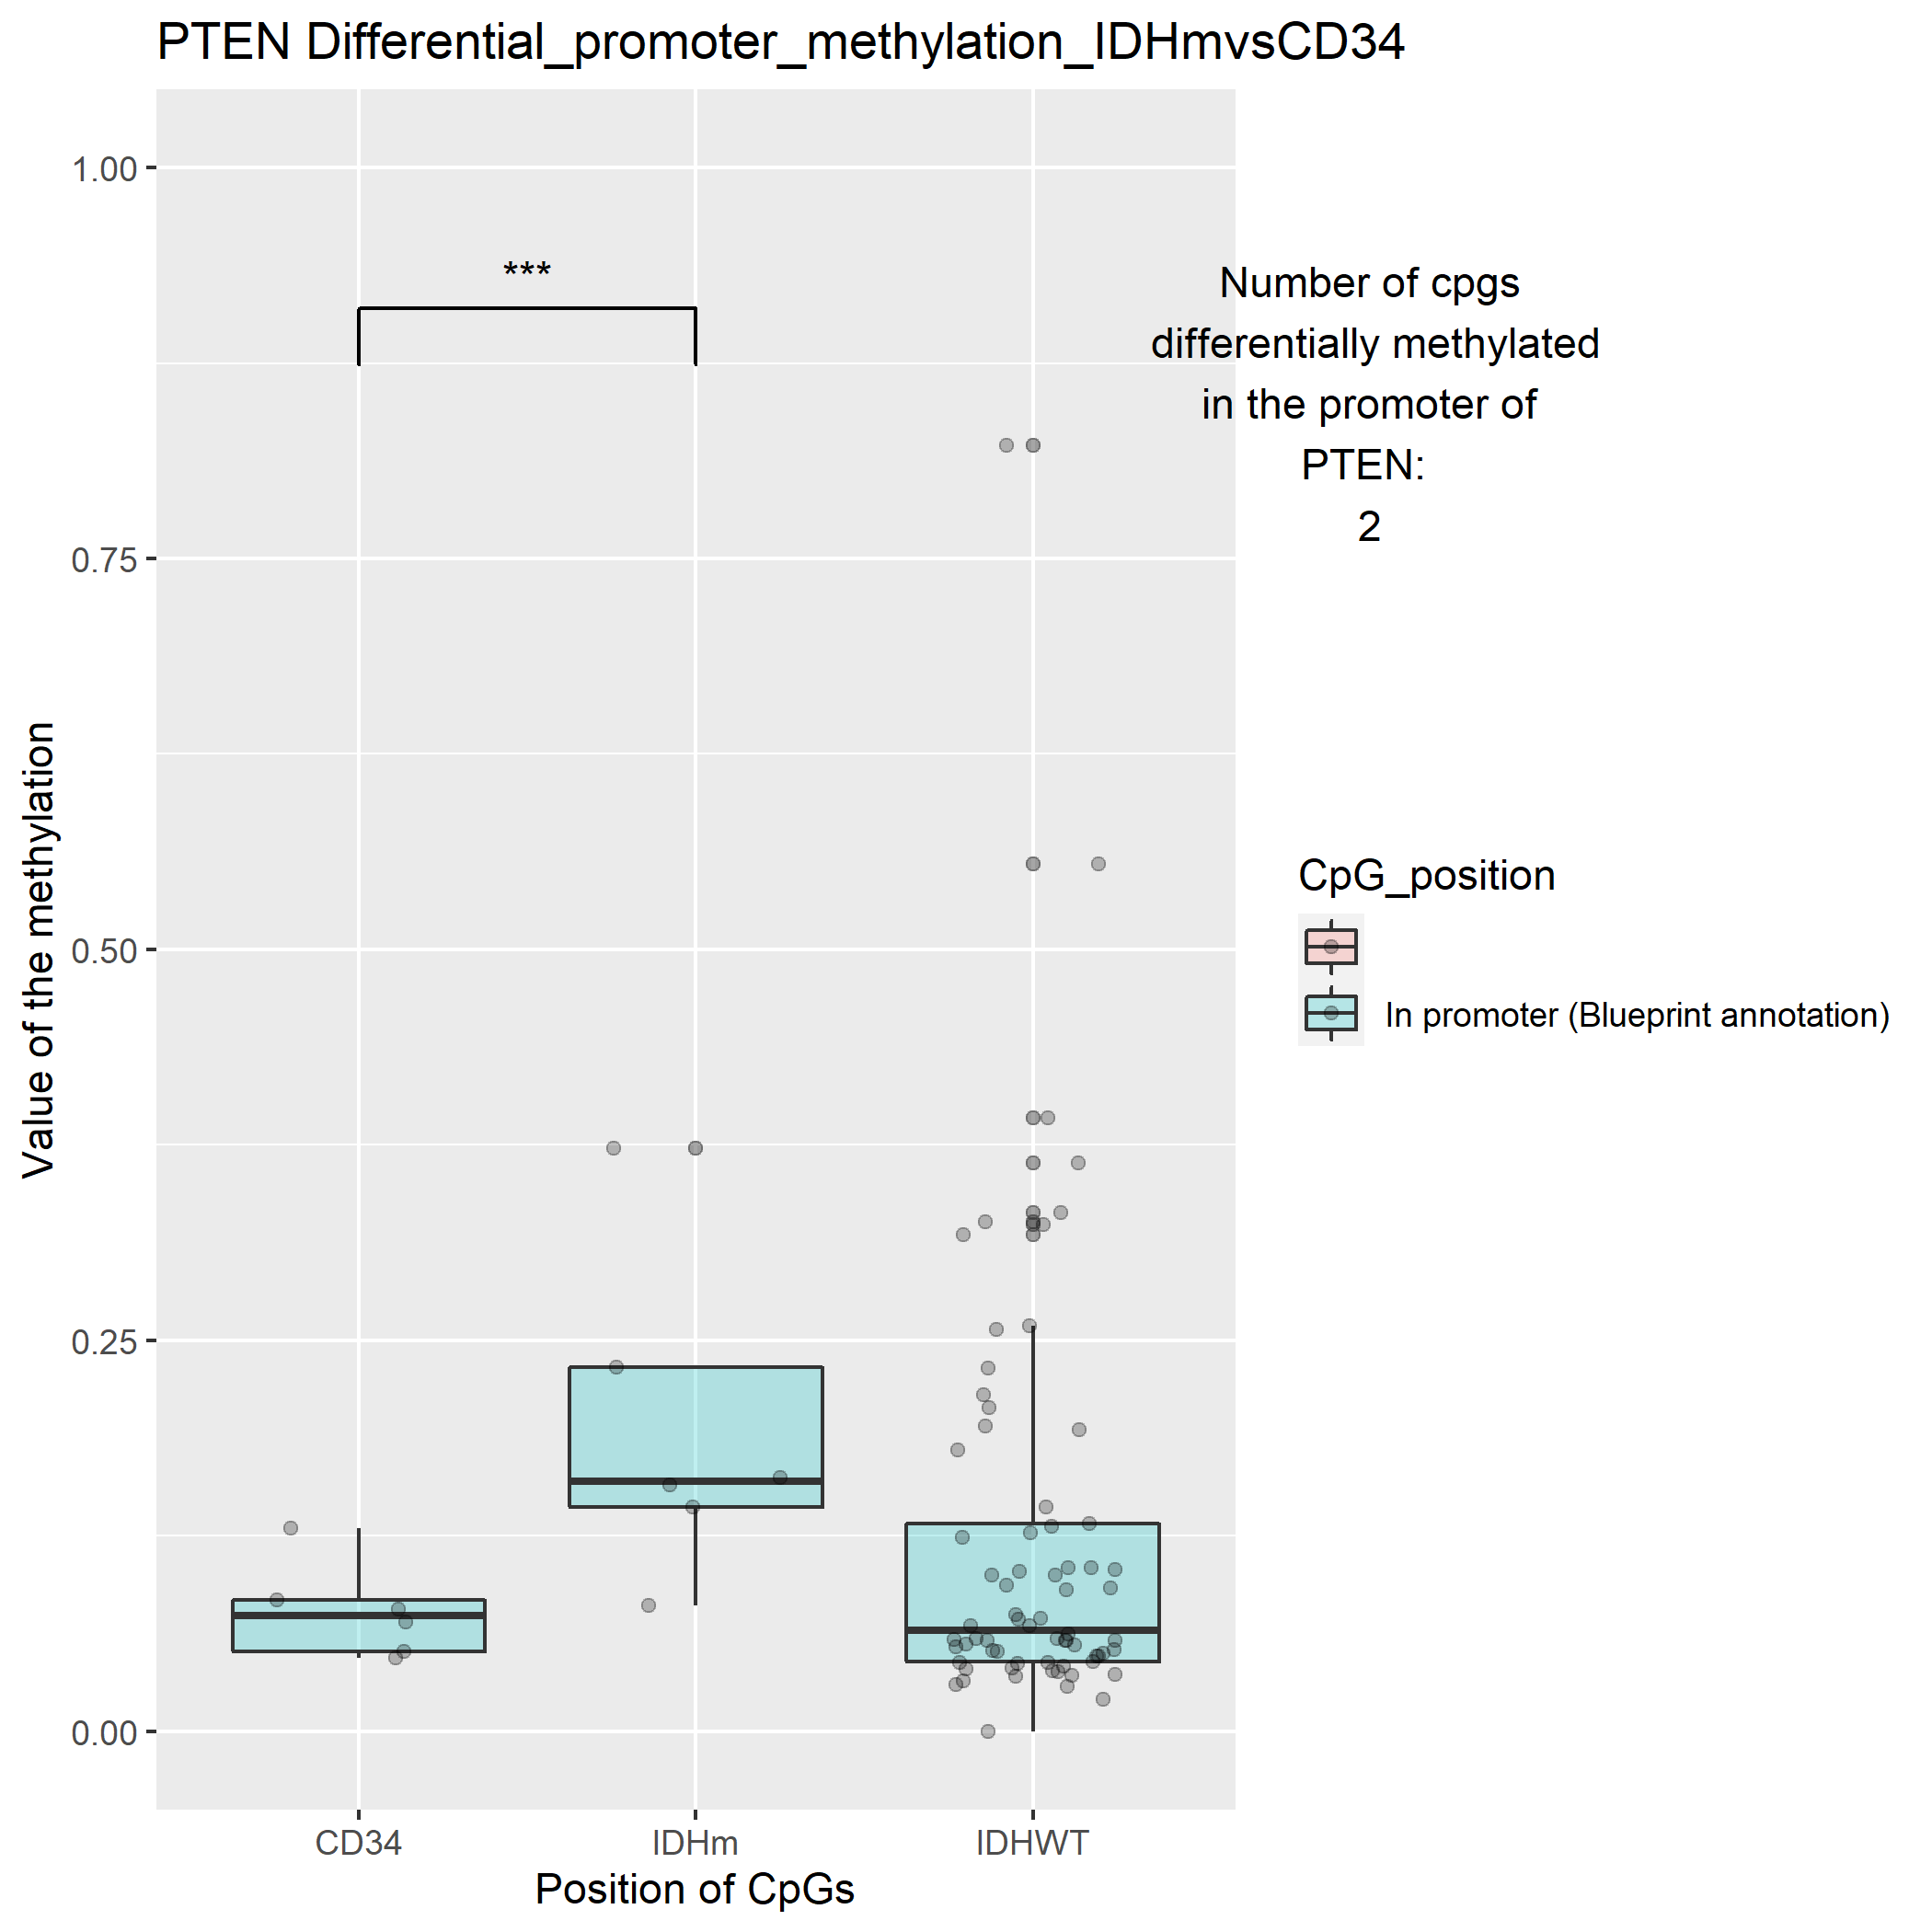 PTEN Differential_promoter_methylation_IDHmvsCD34
1.00
0.75
0.50
0.25
0.00
Value of the methylation
***
CD34
IDHm
IDHWT
Position of CpGs
Number of cpgs
differentially methylated
in the promoter of
PTEN:
2
CpG_position
In promoter (Blueprint annotation)